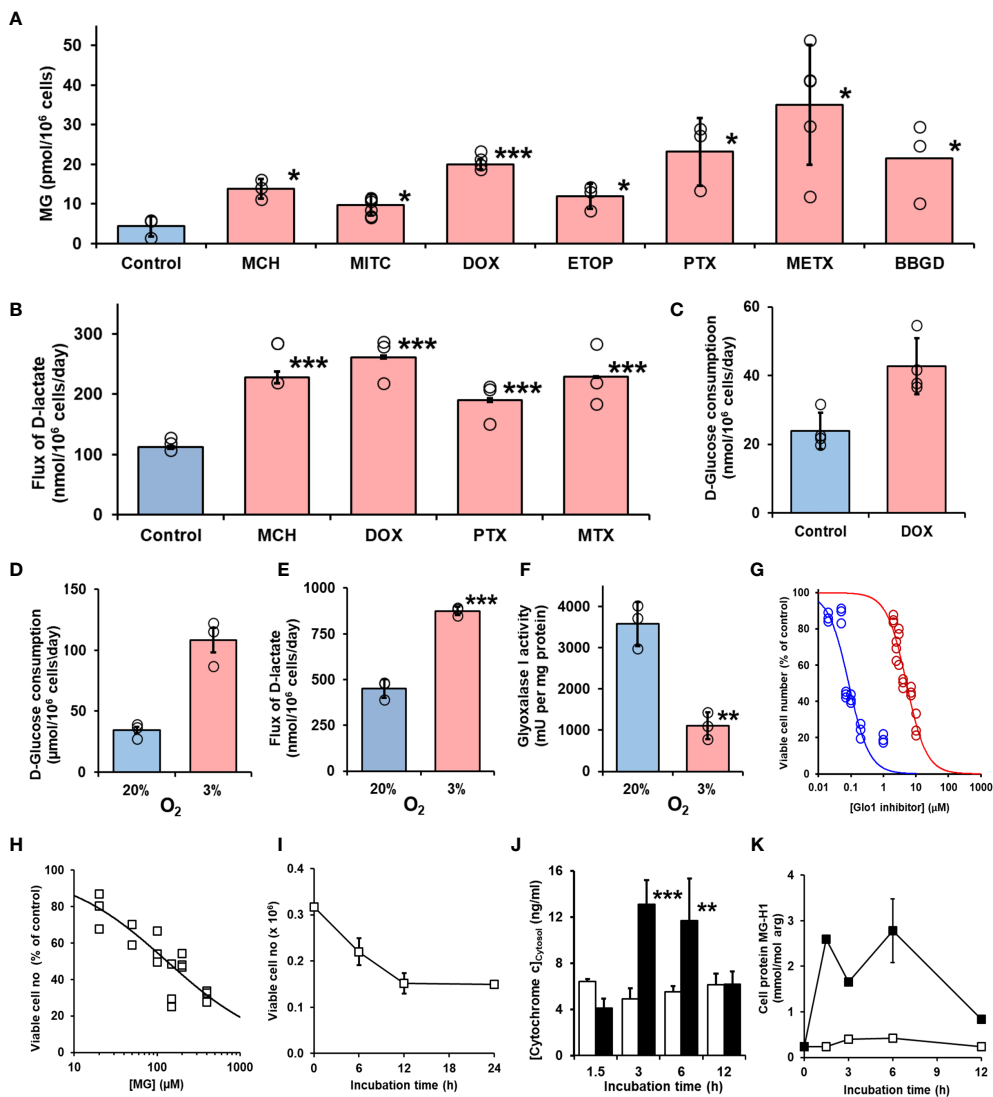 A
MG (pmol/10⁶ cells)
50
40
30
20
10
0
*
*
***
*
*
*
*
Control MCH MITC DOX ETOP PTX METX BBGD
B
Flux of D-lactate
(nmol/10⁶ cells/day)
300
200
100
0
***
***
***
***
Control MCH DOX PTX MTX
C
D-Glucose consumptioon
(nmol/10⁶ cells/day)
60
40
20
0
Control DOX
D
D-Glucose consumption
(µmol/10⁶ cells\day)
150
100
50
0
20% 3%
O₂
E
Flux of D-lactate
(nmol/10⁶ cells/day)
1000
750
500
250
0
***
20% 3%
O₂
F
Glyoxalase I activity
(mU per mg protein)
4000
3000
2000
1000
0
**
20% 3%
O₂
G
Viable cell number (% of control)
100
80
60
40
20
0
0.01 0.1 1 10 100 1000
[Glo1 inhibitor] (µM)
H
Viable cell no (% of control)
100
80
60
40
20
0
10 100 1000
[MG] (µM)
I
Viable cell no (x 10⁶)
0.4
0.3
0.2
0.1
0.0
0 6 12 18 24
Incubation time (h)
J
[Cytochrome c]Cytosol (ng/ml)
16
12
8
4
0
*** **
1.5 3 6 12
Incubation time (h)
K
Cell protein MG-H1
(mmol/mol arg)
4
3
2
1
0
0 3 6 9 12
Incubation time (h)